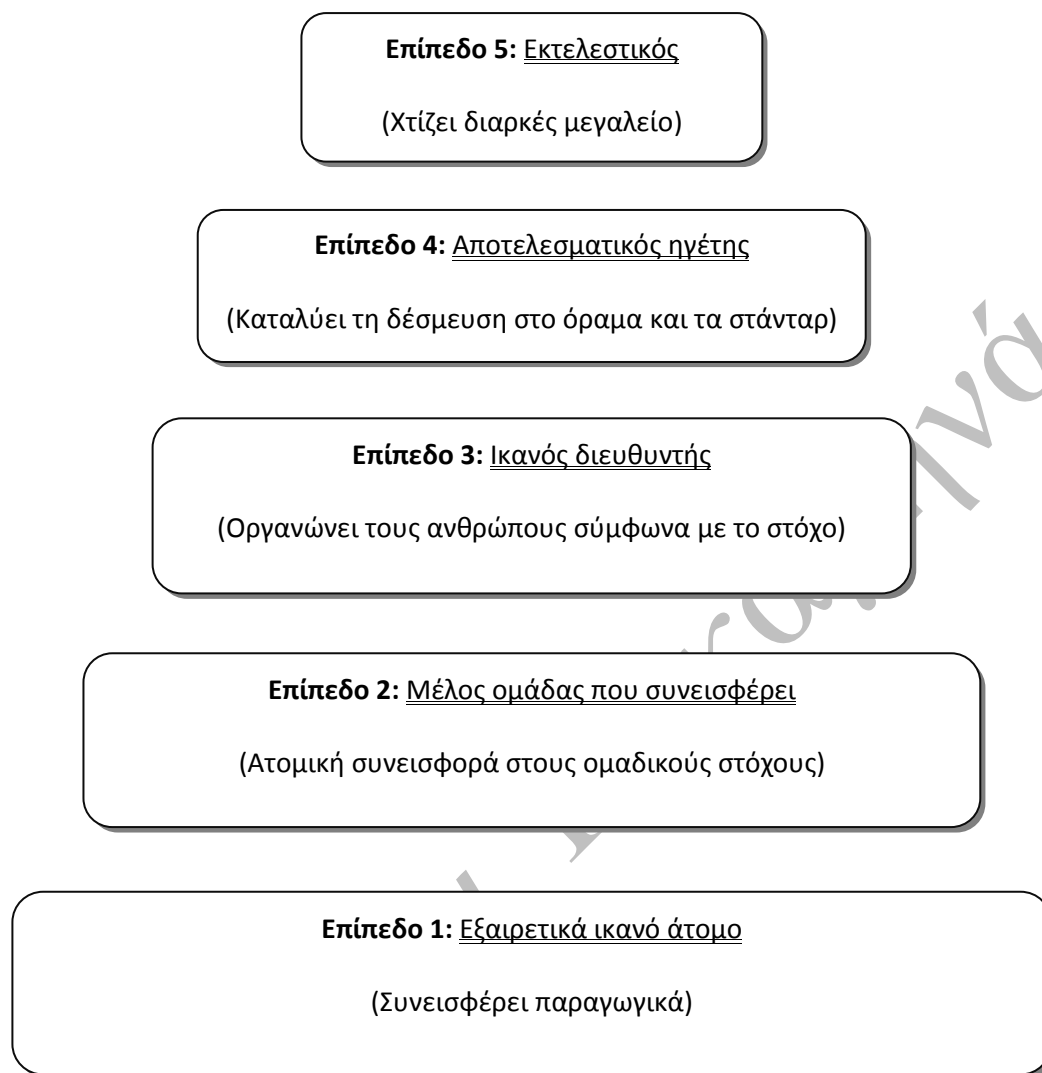 Επίπεδο 5: Εκτελεστικός
(Χτίζει διαρκές μεγαλείο)
Επίπεδο 4: Αποτελεσματικός ηγέτης
(Καταλύει τη δέσμευση στο όραμα και τα στάνταρ)
Επίπεδο 3: Ικανός διευθυντής
(Οργανώνει τους ανθρώπους σύμφωνα με το στόχο)
Επίπεδο 2: Μέλος ομάδας που συνεισφέρει
(Ατομική συνεισφορά στους ομαδικούς στόχους)
Επίπεδο 1: Εξαιρετικά ικανό άτομο
(Συνεισφέρει παραγωγικά)